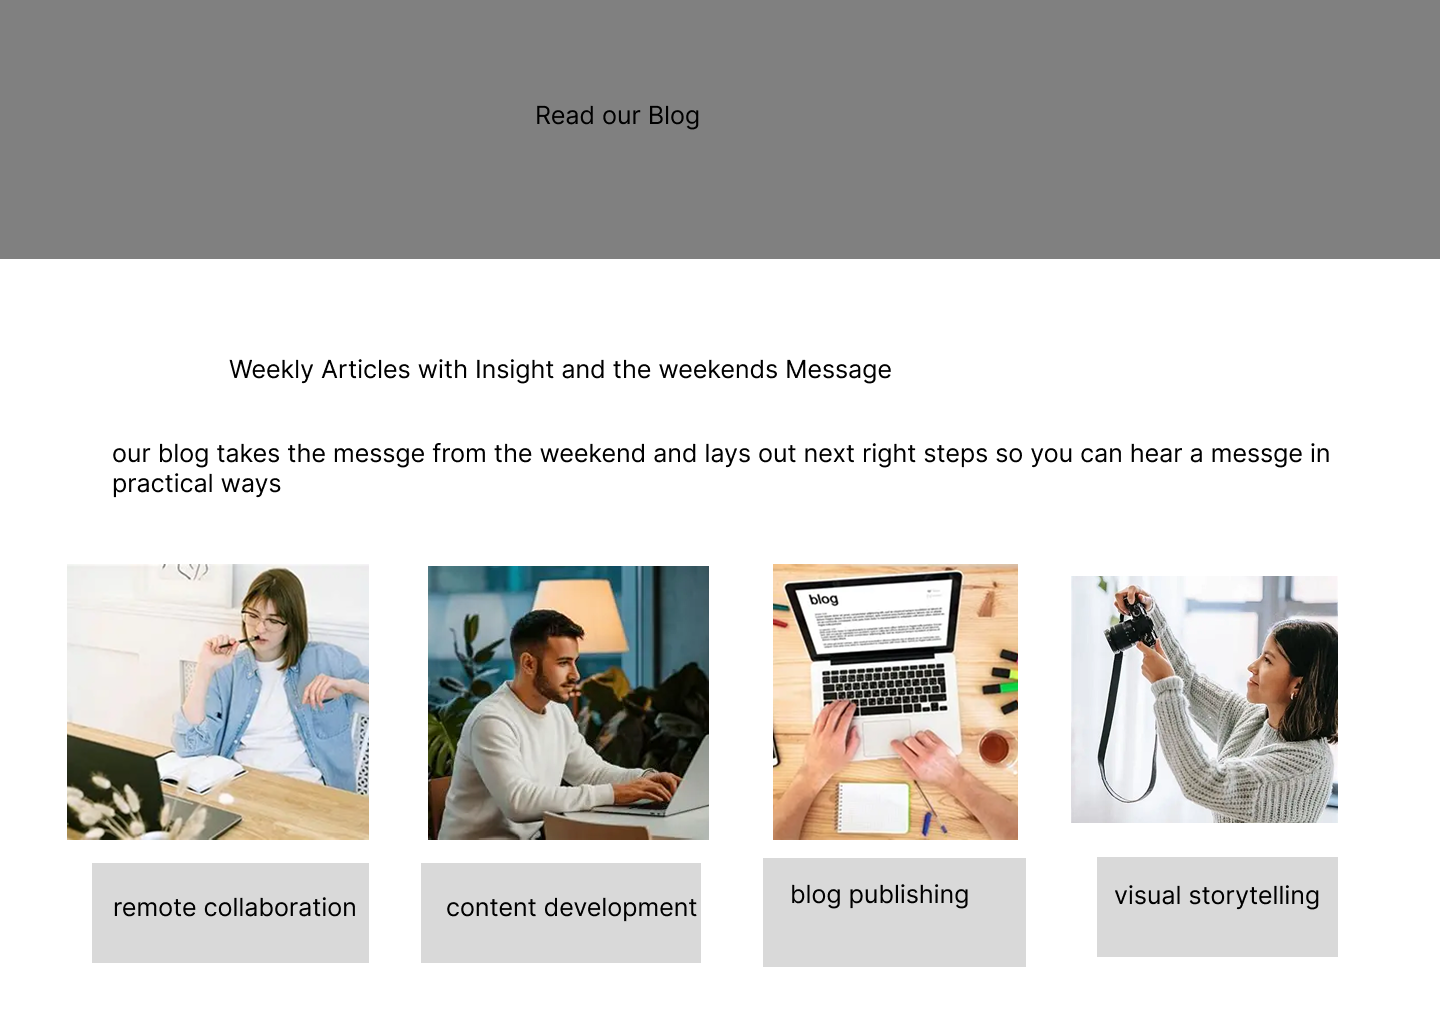 Read our Blog
Weekly Articles with Insight and the weekends Message
our blog takes the messge from the weekend and lays out next right steps so you can hear a messge in
practical ways
blog
remote collaboration
content development
blog publishing
visual storytelling